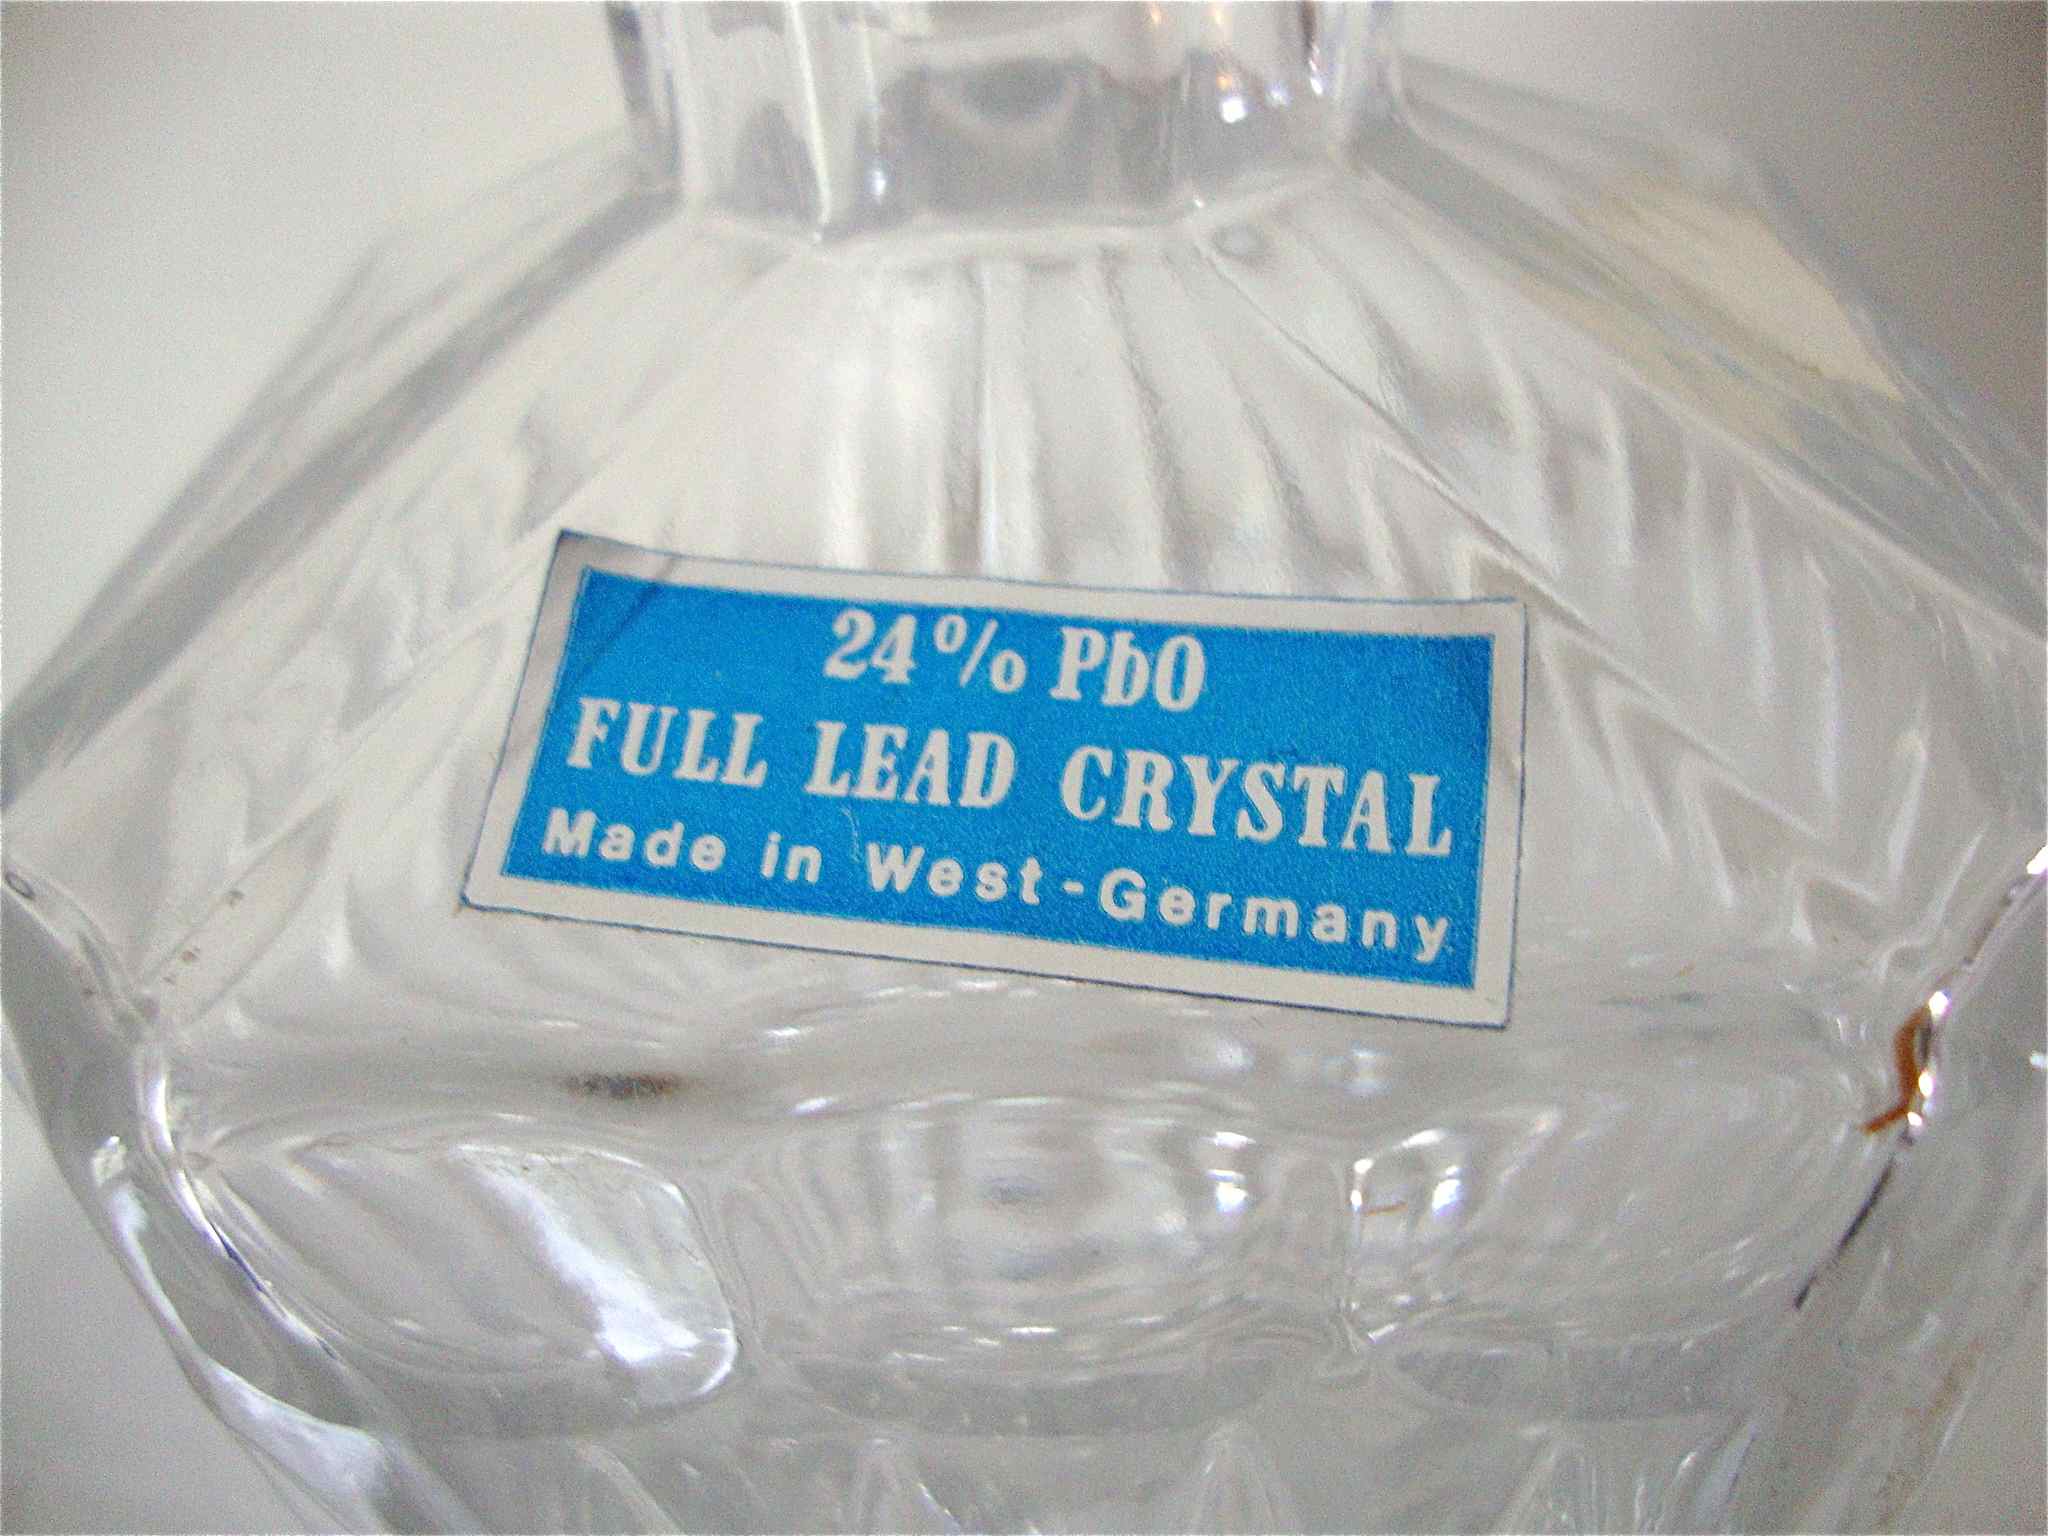 24% PbO
FULL LEAD CRYSTAL
Made in West-Germany